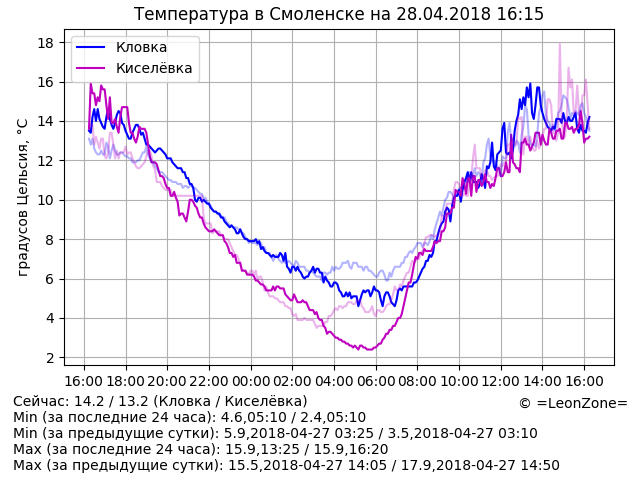 Температура в Смоленске на 28.04.2018 16:15
Кловка
Киселёвка
градусов Цельсия, °C
18
16
14
12
10
8
6
4
2
16:00 18:00 20:00 22:00 00:00 02:00 04:00 06:00 08:00 10:00 12:00 14:00 16:00
Сейчас: 14.2 / 13.2 (Кловка / Киселёвка)
© =LeonZone=
Min (за последние 24 часа): 4.6,05:10 / 2.4,05:10
Min (за предыдущие сутки): 5.9,2018-04-27 03:25 / 3.5,2018-04-27 03:10
Max (за последние 24 часа): 15.9,13:25 / 15.9,16:20
Max (за предыдущие сутки): 15.5,2018-04-27 14:05 / 17.9,2018-04-27 14:50